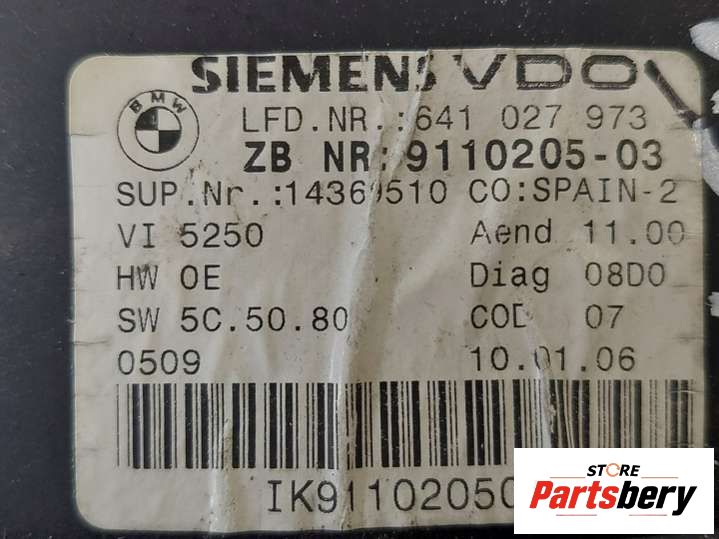 SIEMENS VDO
BMW
LFD.NR.:641 027 973
ZB NR:9110205-03
SUP.Nr.:14369510 CO:SPAIN-2
VI 5250 Aend 11.00
HW OE Diag 08D0
SW 5C.50.80 COD 07
0509 10.01.06
IK91102050
STORE
Partsbery